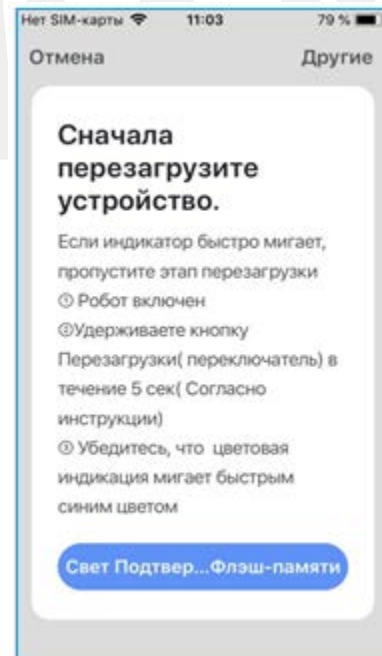 Нет SIM-карты 11:03 79 %
Отмена Другие
Сначала
перезагрузите
устройство.
Если индикатор быстро мигает,
пропустите этап перезагрузки
① Робот включен
②Удерживаете кнопку
Перезагрузки( переключатель) в
течение 5 сек( Согласно
инструкции)
③ Убедитесь, что цветовая
индикация мигает быстрым
синим цветом
Свет Подтвер...Флэш-памяти